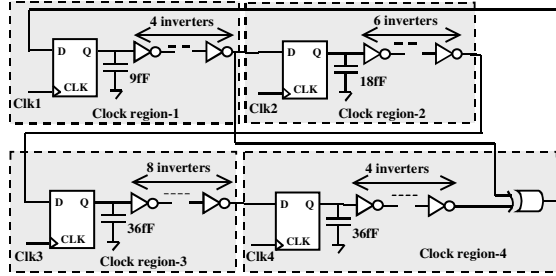 4 inverters
6 inverters
D Q
D Q
9fF
18fF
CLK
CLK
Clk1
Clk2
Clock region-1
Clock region-2
8 inverters
4 inverters
D Q
D Q
36fF
36fF
CLK
CLK
Clk3
Clk4
Clock region-3
Clock region-4